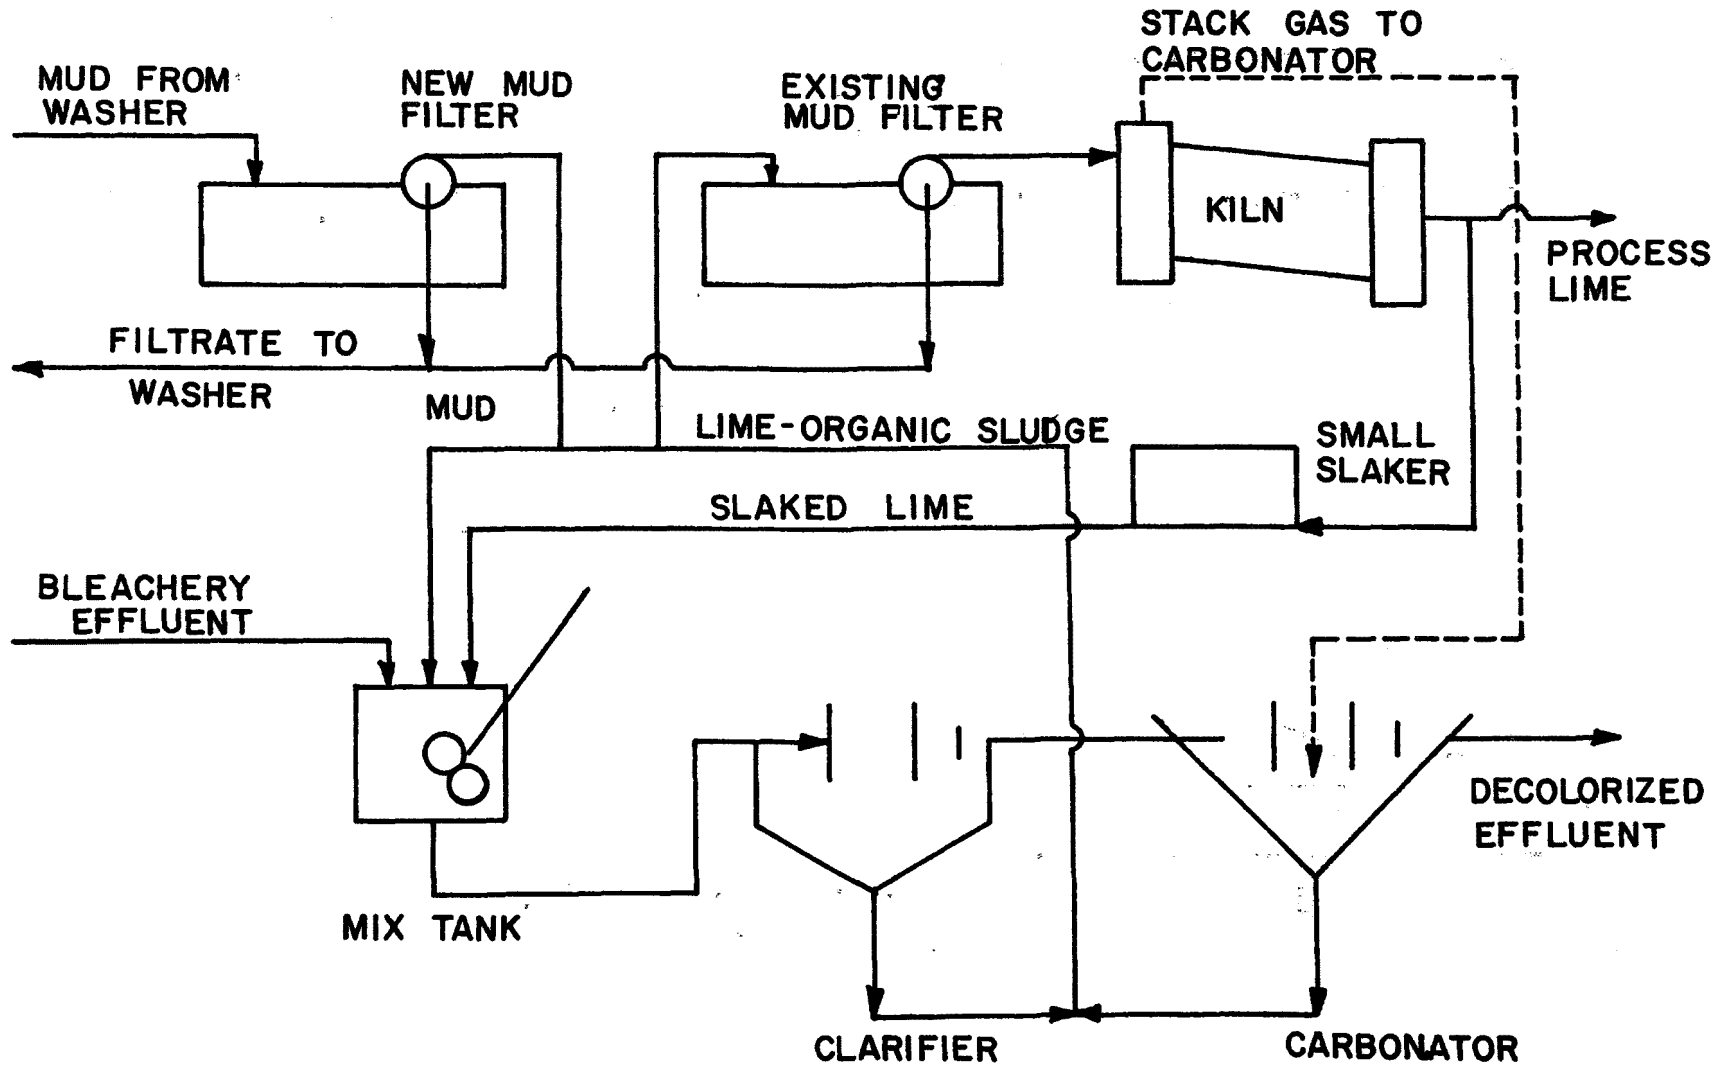 STACK GAS TO
CARBONATOR
MUD FROM
WASHER
NEW MUD
FILTER
EXISTING
MUD FILTER
KILN
PROCESS
LIME
FILTRATE TO
WASHER
MUD
LIME-ORGANIC SLUDGE
SMALL
SLAKER
SLAKED LIME
BLEACHERY
EFFLUENT
DECOLORIZED
EFFLUENT
MIX TANK
CLARIFIER
CARBONATOR